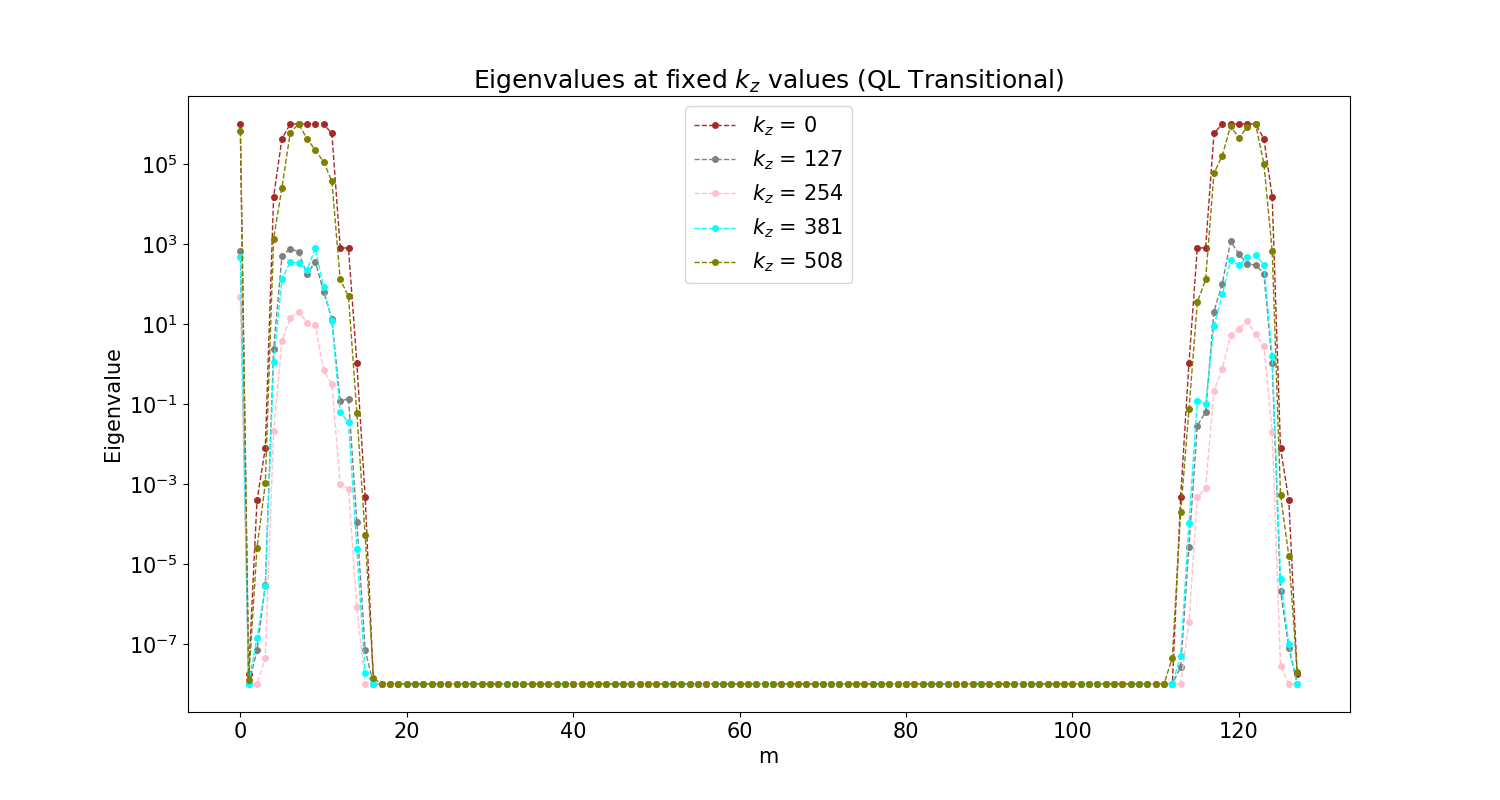 Eigenvalues at fixed $k_z$ values (QL Transitional)
$k_z$ = 0
$k_z$ = 127
$k_z$ = 254
$k_z$ = 381
$k_z$ = 508
Eigenvalue
$10^5$
$10^3$
$10^1$
$10^{-1}$
$10^{-3}$
$10^{-5}$
$10^{-7}$
0 20 40 60 80 100 120
m